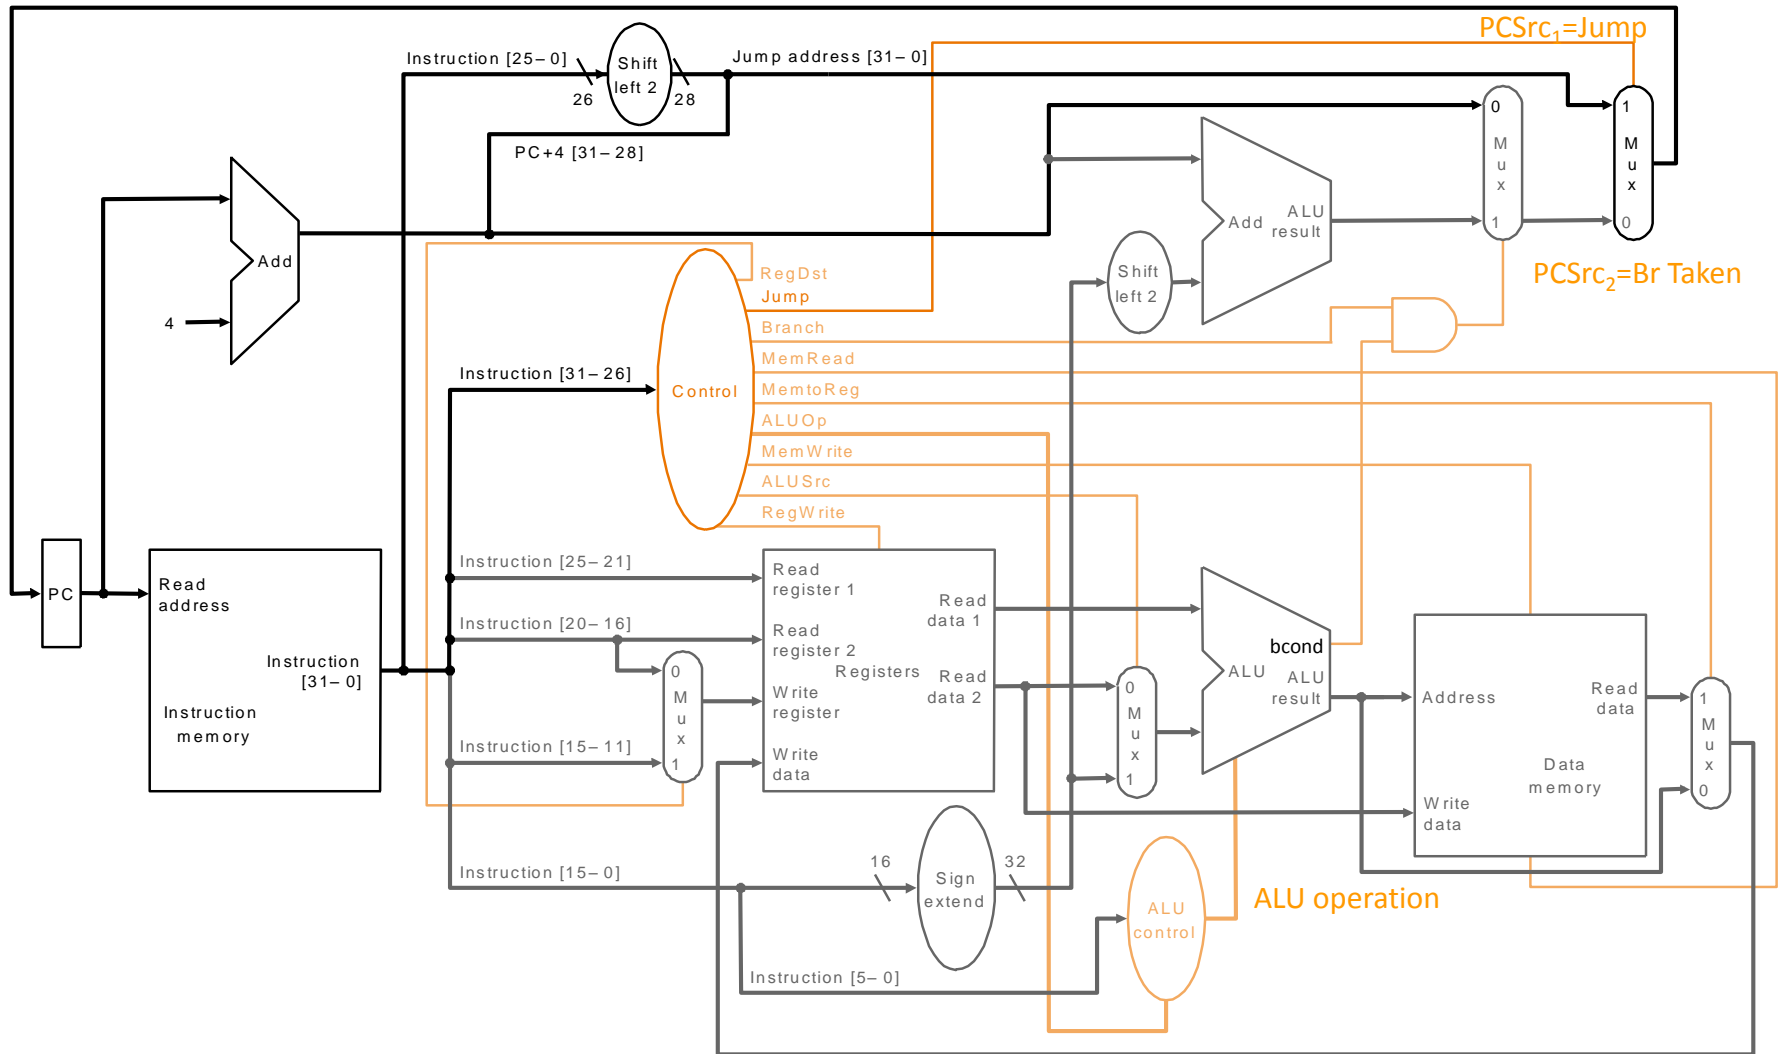 PCSrc1=Jump
Instruction [25–0]
Shift
left 2
Jump address [31–0]
26
28
PC+4 [31–28]
0
M
u
x
1
1
M
u
x
0
Add
4
Add
ALU
result
Shift
left 2
PCSrc2=Br Taken
RegDst
Jump
Branch
MemRead
MemtoReg
ALUOp
MemWrite
ALUSrc
RegWrite
Instruction [31–26]
Control
PC
Read
address
Instruction
[31–0]
Instruction
memory
Instruction [25–21]
Instruction [20–16]
Instruction [15–11]
Instruction [15–0]
0
M
u
x
1
Read
register 1
Read
register 2
Write
register
Write
data
Registers
Read
data 1
Read
data 2
0
M
u
x
1
bcond
ALU
ALU
result
Address
Read
data
Data
memory
Write
data
1
M
u
x
0
16
Sign
extend
32
ALU
control
ALU operation
Instruction [5–0]